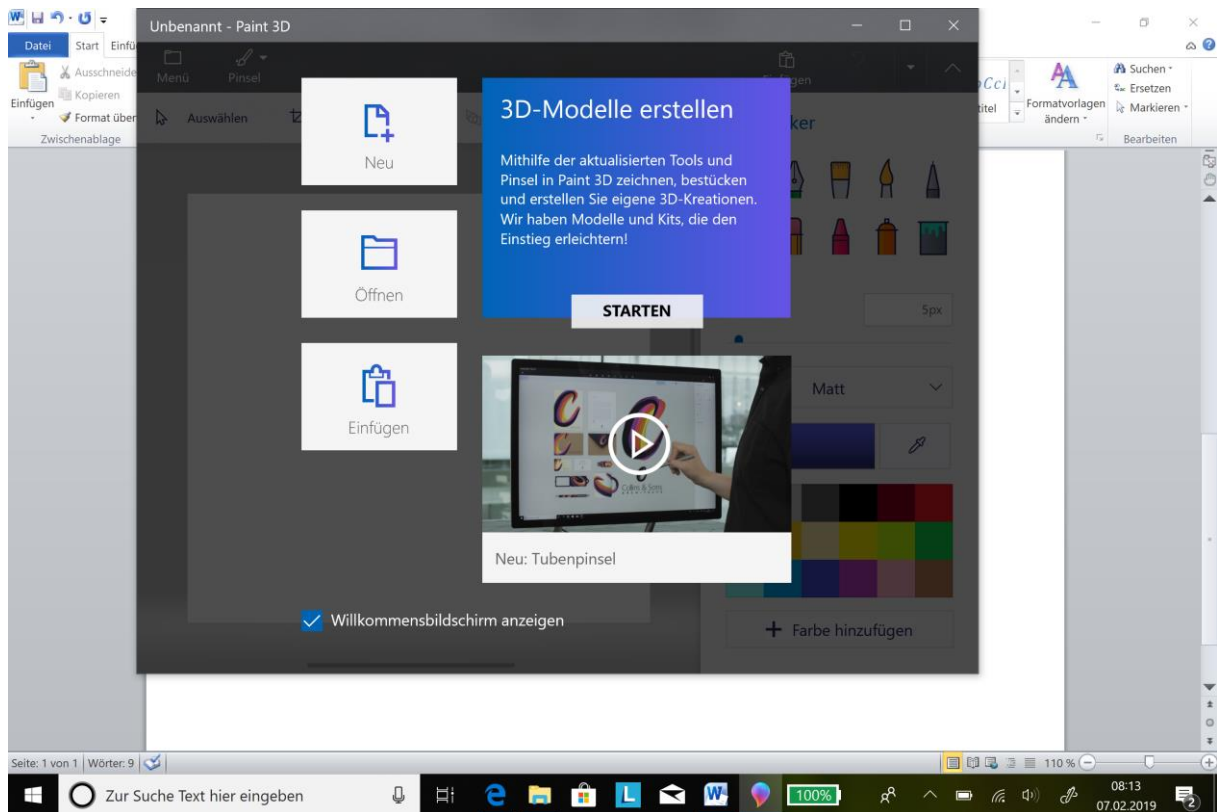 Unbenannt - Paint 3D
Datei Start Einfü
Ausschneide
Kopieren
Format über
Einfügen
Zwischenablage
Menü Pinsel
Auswählen
Neu
Öffnen
Einfügen
3D-Modelle erstellen
Mithilfe der aktualisierten Tools und
Pinsel in Paint 3D zeichnen, bestücken
und erstellen Sie eigene 3D-Kreationen.
Wir haben Modelle und Kits, die den
Einstieg erleichtern!
STARTEN
Neu: Tubenpinsel
Willkommensbildschirm anzeigen
5px
Matt
Farbe hinzufügen
Formatvorlagen
ändern
Suchen
Ersetzen
Markieren
Bearbeiten
Seite: 1 von 1 Wörter: 9
110 %
Zur Suche Text hier eingeben
100%
08:13
07.02.2019
2